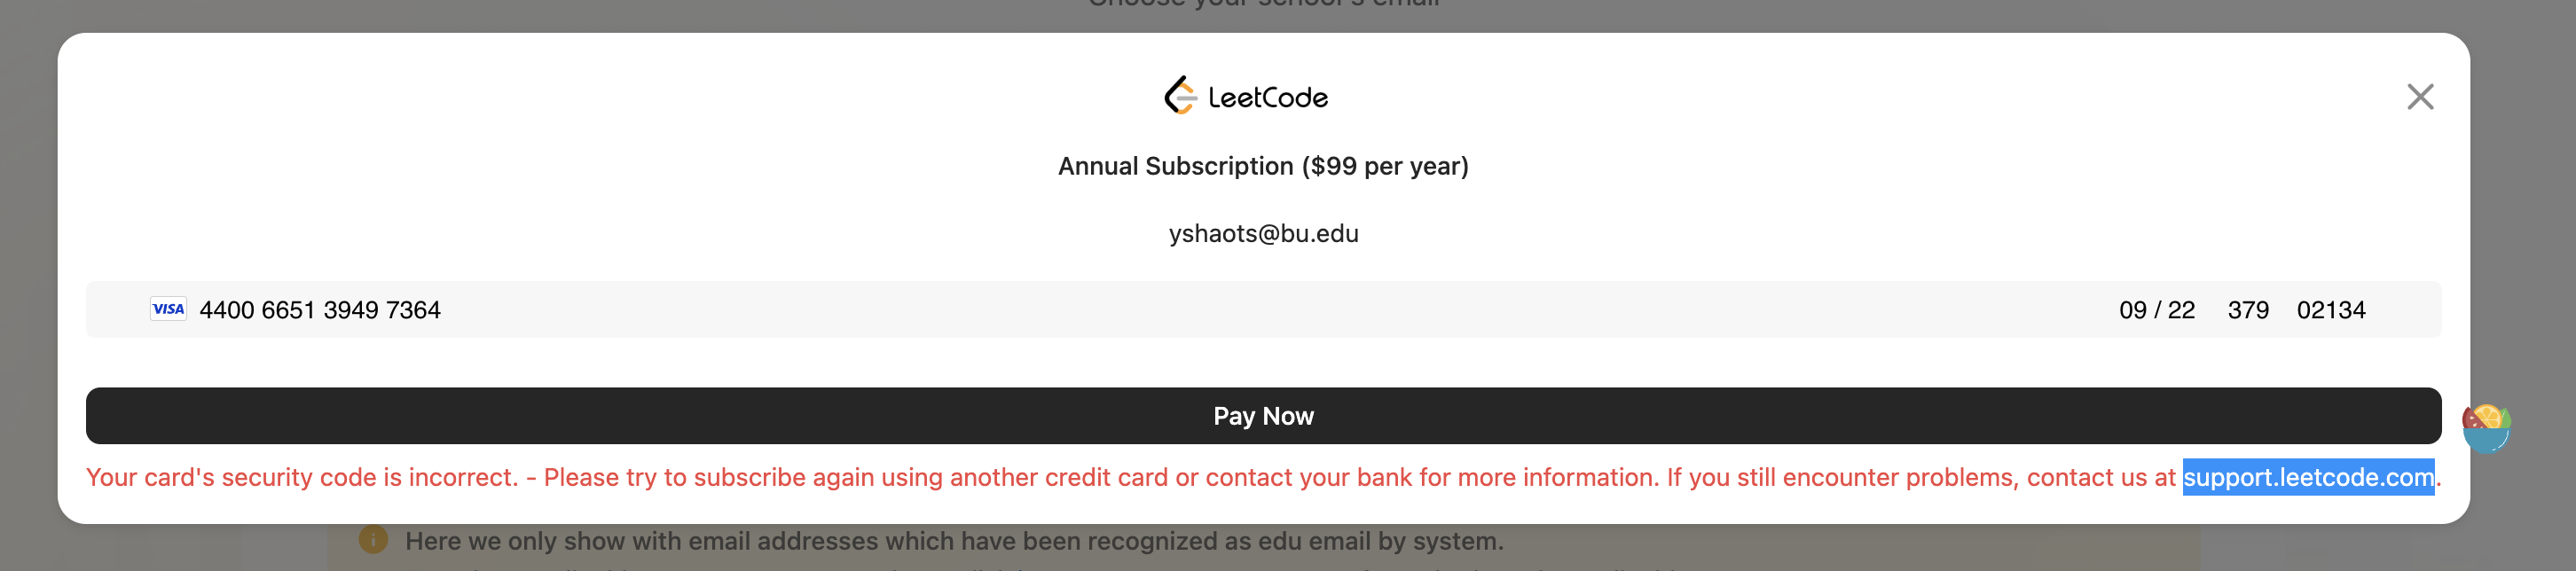 Choose your school's email
LeetCode
Annual Subscription ($99 per year)
yshaots@bu.edu
VISA 4400 6651 3949 7364 09 / 22 379 02134
Pay Now
Your card's security code is incorrect. - Please try to subscribe again using another credit card or contact your bank for more information. If you still encounter problems, contact us at support.leetcode.com.
Here we only show with email addresses which have been recognized as edu email by system.